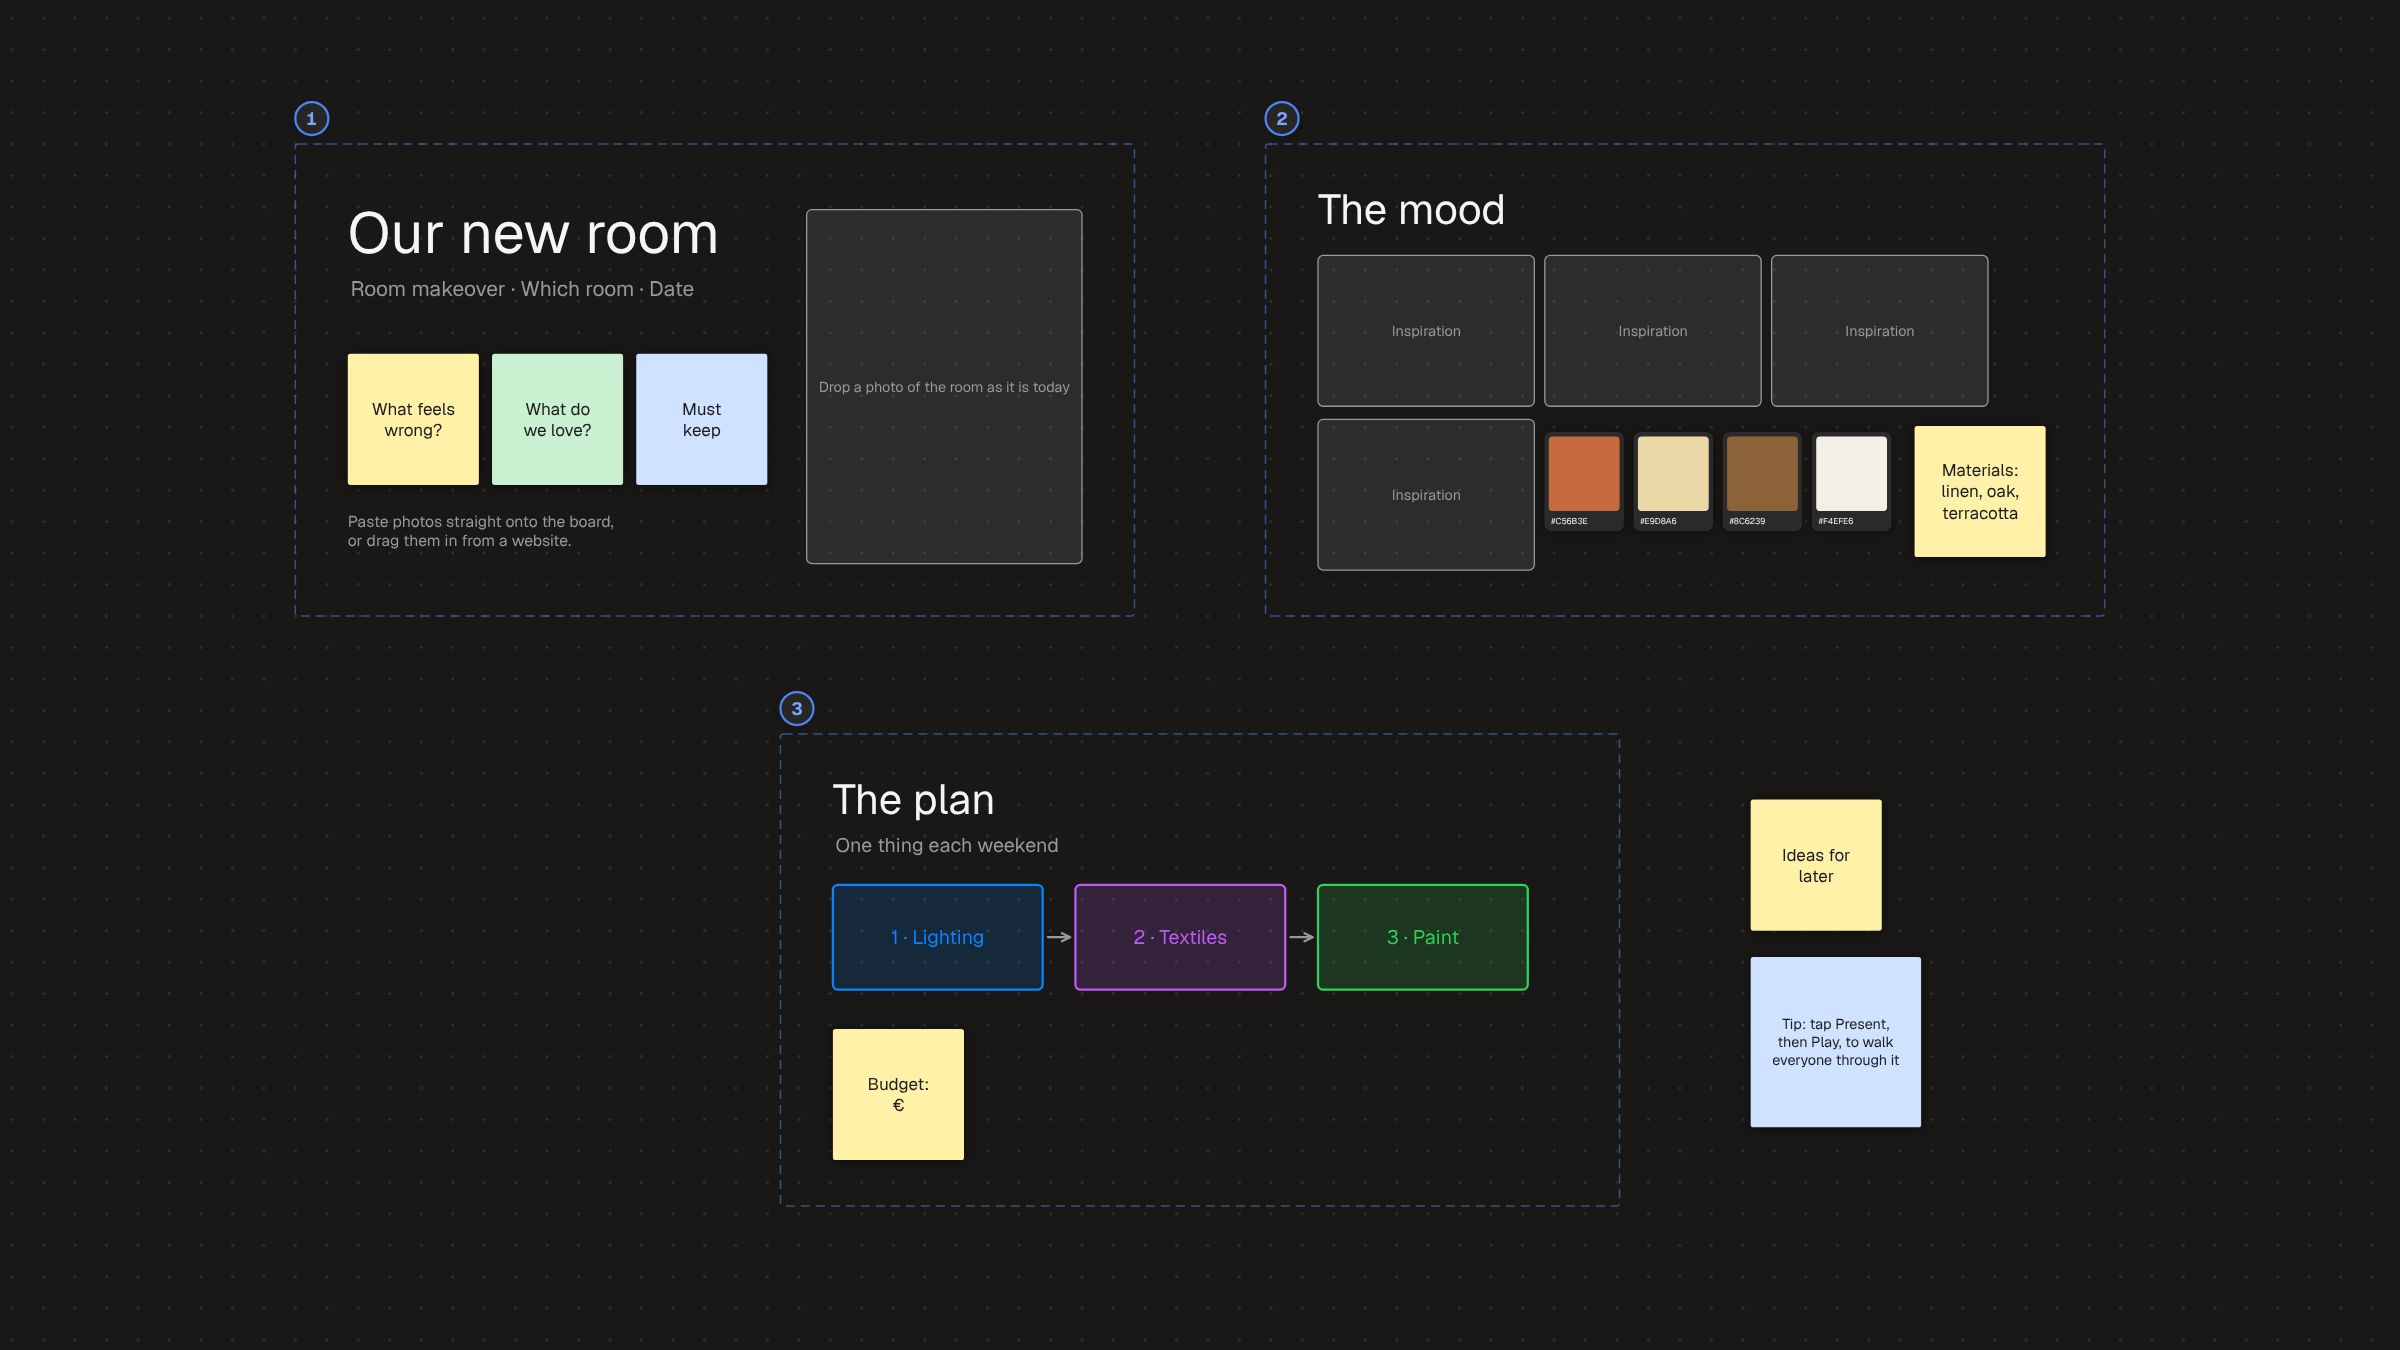 1
Our new room
Room makeover · Which room · Date
What feels
wrong?
What do
we love?
Must
keep
Paste photos straight onto the board,
or drag them in from a website.
Drop a photo of the room as it is today
2
The mood
Inspiration
Inspiration
Inspiration
Inspiration
#C56B3E
#E9D8A6
#8C6239
#F4EFE6
Materials:
linen, oak,
terracotta
3
The plan
One thing each weekend
1 · Lighting
2 · Textiles
3 · Paint
Budget:
€
Ideas for
later
Tip: tap Present,
then Play, to walk
everyone through it